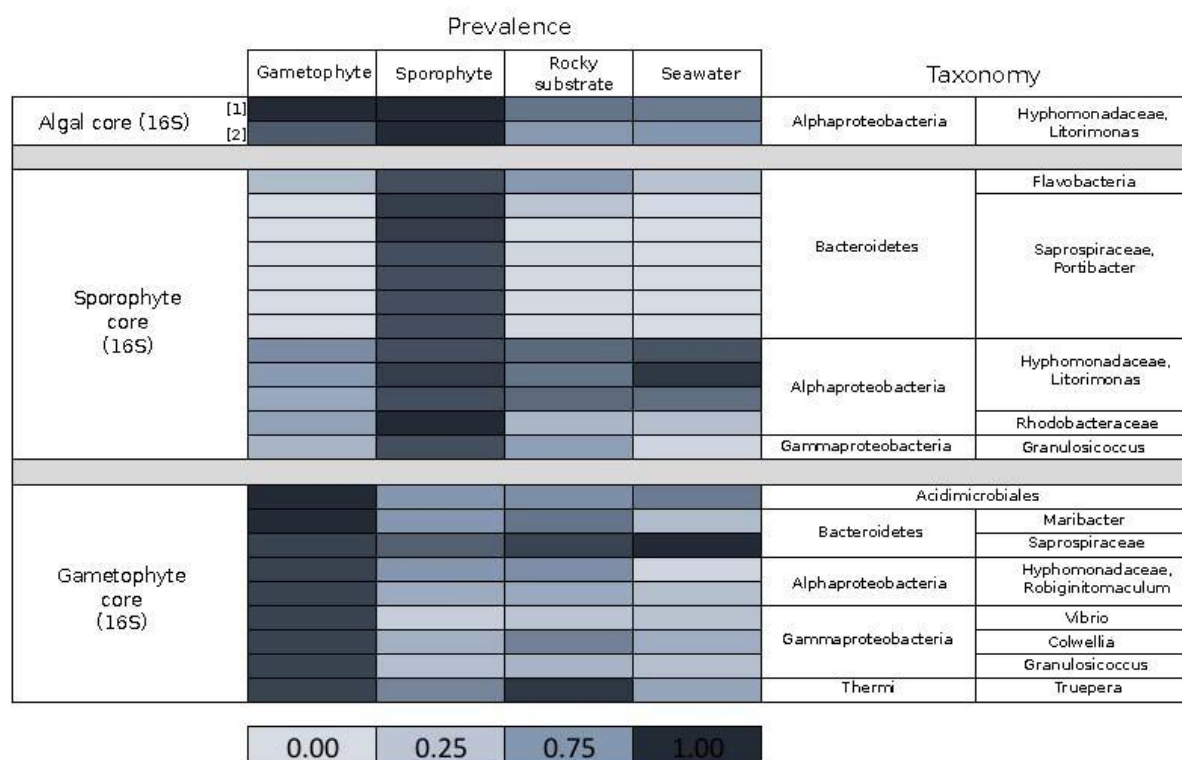 Prevalence
Gametophyte Sporophyte Rocky substrate Seawater Taxonomy
Algal core (16S)
[1]
[2]
Alphaproteobacteria
Hyphomonadaceae,
Litorimonas
Sporophyte
core
(16S)
Bacteroidetes
Flavobacteria
Saprospiraceae,
Portibacter
Alphaproteobacteria
Hyphomonadaceae,
Litorimonas
Rhodobacteraceae
Gammaproteobacteria
Granulosicoccus
Gametophyte
core
(16S)
Acidimicrobiales
Bacteroidetes
Maribacter
Saprospiraceae
Alphaproteobacteria
Hyphomonadaceae,
Robiginitomaculum
Gammaproteobacteria
Vibrio
Colwellia
Granulosicoccus
Thermi
Truepera
0.00 0.25 0.75 1.00